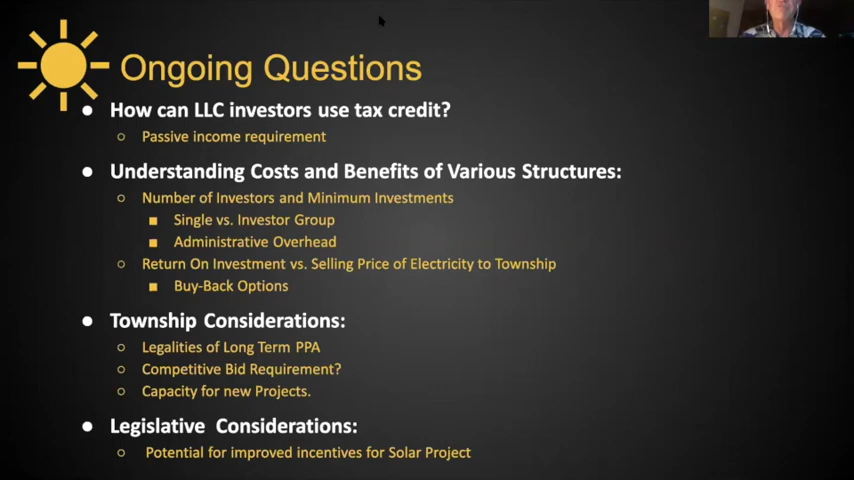 Ongoing Questions
● How can LLC investors use tax credit?
○ Passive income requirement
● Understanding Costs and Benefits of Various Structures:
○ Number of Investors and Minimum Investments
■ Single vs. Investor Group
■ Administrative Overhead
○ Return On Investment vs. Selling Price of Electricity to Township
■ Buy-Back Options
● Township Considerations:
○ Legalities of Long Term PPA
○ Competitive Bid Requirement?
○ Capacity for new Projects.
● Legislative Considerations:
○ Potential for improved incentives for Solar Project